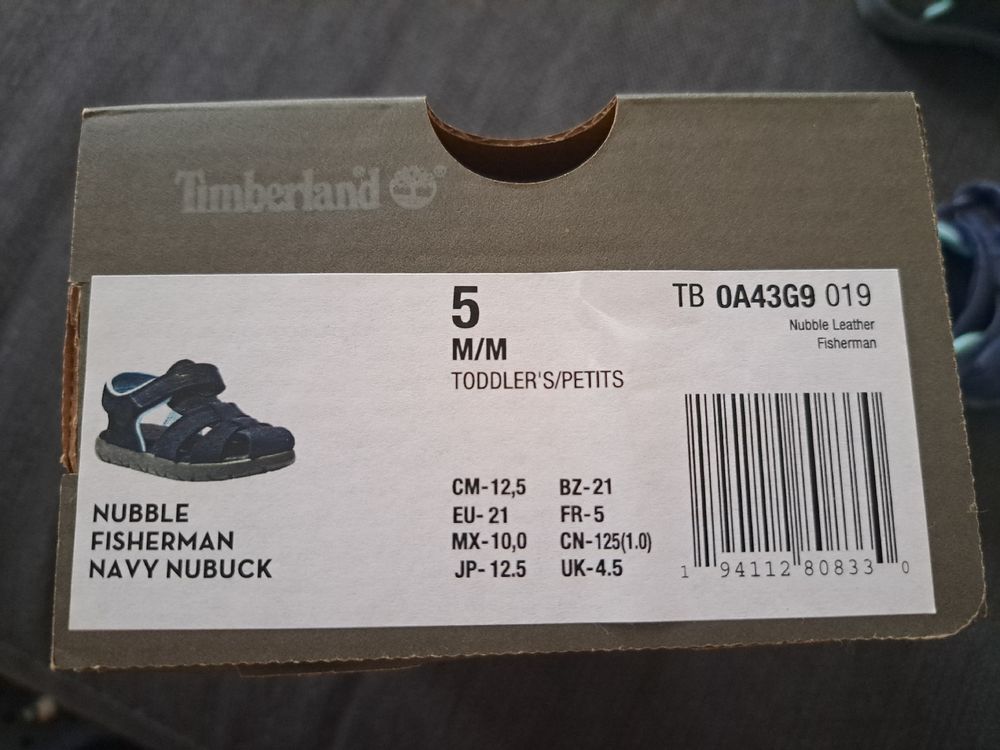 Timberland
5
M/M
TODDLER'S/PETITS
TB 0A43G9 019
Nubble Leather
Fisherman
NUBBLE
FISHERMAN
NAVY NUBUCK
CM-12,5 BZ-21
EU-21 FR-5
MX-10,0 CN-125(1.0)
JP-12.5 UK-4.5
1 94112 80833 0